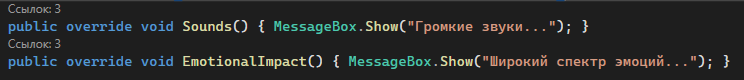 Ссылок: 3
public override void Sounds() { MessageBox.Show("Громкие звуки..."); }
Ссылок: 3
public override void EmotionalImpact() { MessageBox.Show("Широкий спектр эмоций..."); }